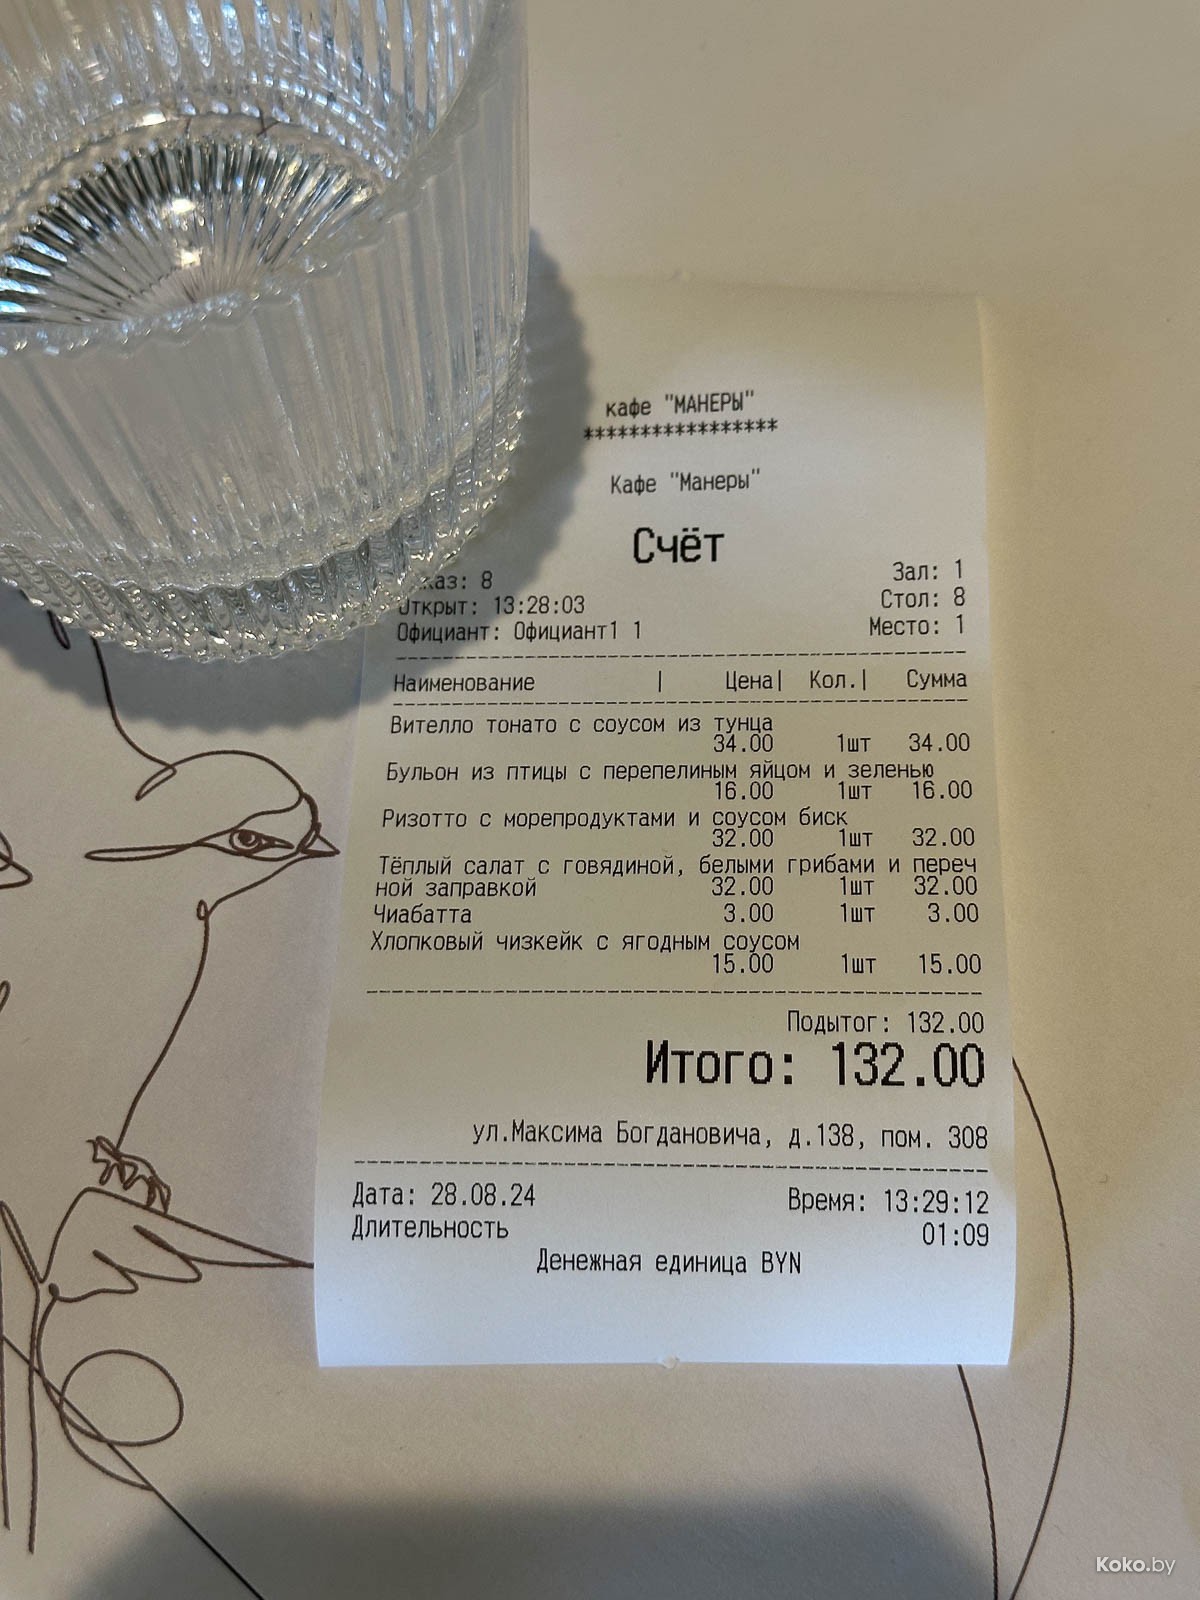 кафе "МАНЕРЫ"
*****************
Кафе "Манеры"
Счёт
каз: 8 Зал: 1
Открыт: 13:28:03 Стол: 8
Официант: Официант1 1 Место: 1
Наименование | Цена| Кол.| Сумма
Вителло тонато с соусом из тунца
34.00 1шт 34.00
Бульон из птицы с перепелиным яйцом и зеленью
16.00 1шт 16.00
Ризотто с морепродуктами и соусом биск
32.00 1шт 32.00
Тёплый салат с говядиной, белыми грибами и переч
ной заправкой 32.00 1шт 32.00
Чиабатта 3.00 1шт 3.00
Хлопковый чизкейк с ягодным соусом
15.00 1шт 15.00
Подытог: 132.00
Итого: 132.00
ул.Максима Богдановича, д.138, пом. 308
Дата: 28.08.24 Время: 13:29:12
Длительность 01:09
Денежная единица BYN
Koko.by